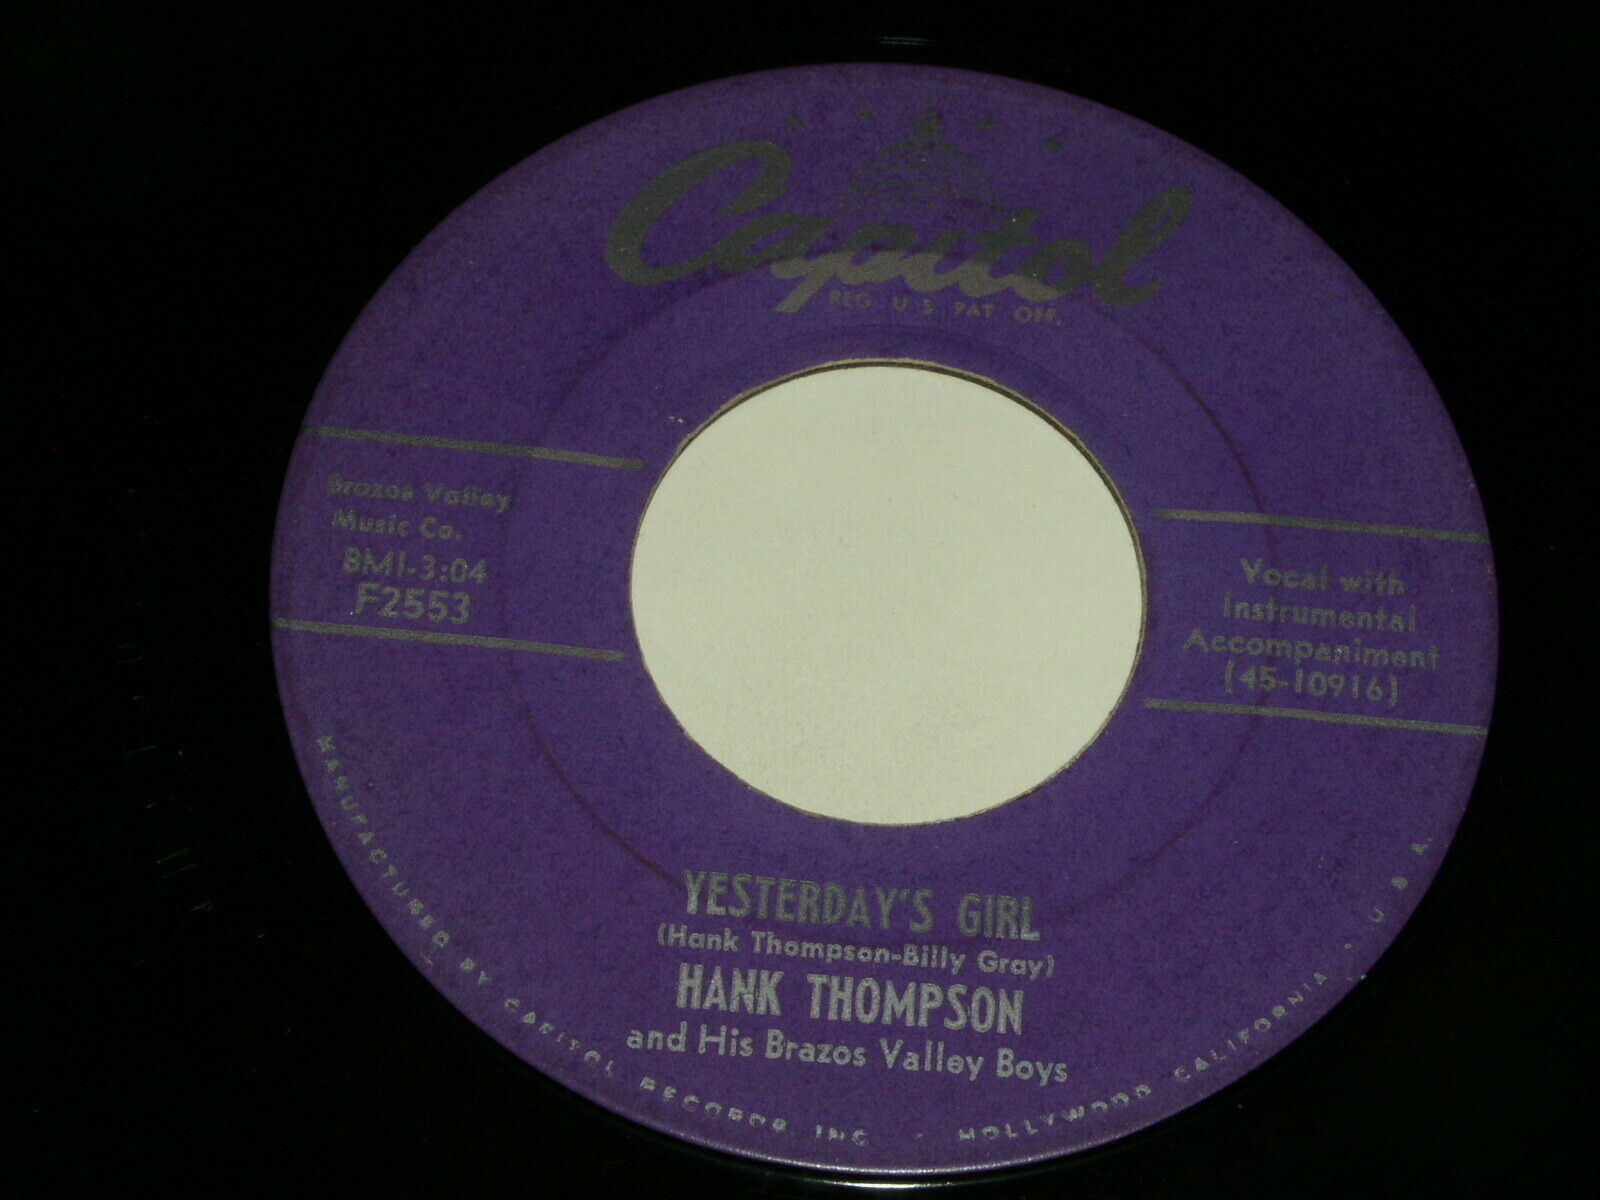 Capitol
REG. U.S. PAT. OFF.
Brazos Valley
Music Co.
BMI-3:04
F2553
Vocal with
Instrumental
Accompaniment
(45-10916)
YESTERDAY'S GIRL
(Hank Thompson-Billy Gray)
HANK THOMPSON
and His Brazos Valley Boys
MANUFACTURED BY CAPITOL RECORDS, INC. · HOLLYWOOD CALIFORNIA · U.S.A.